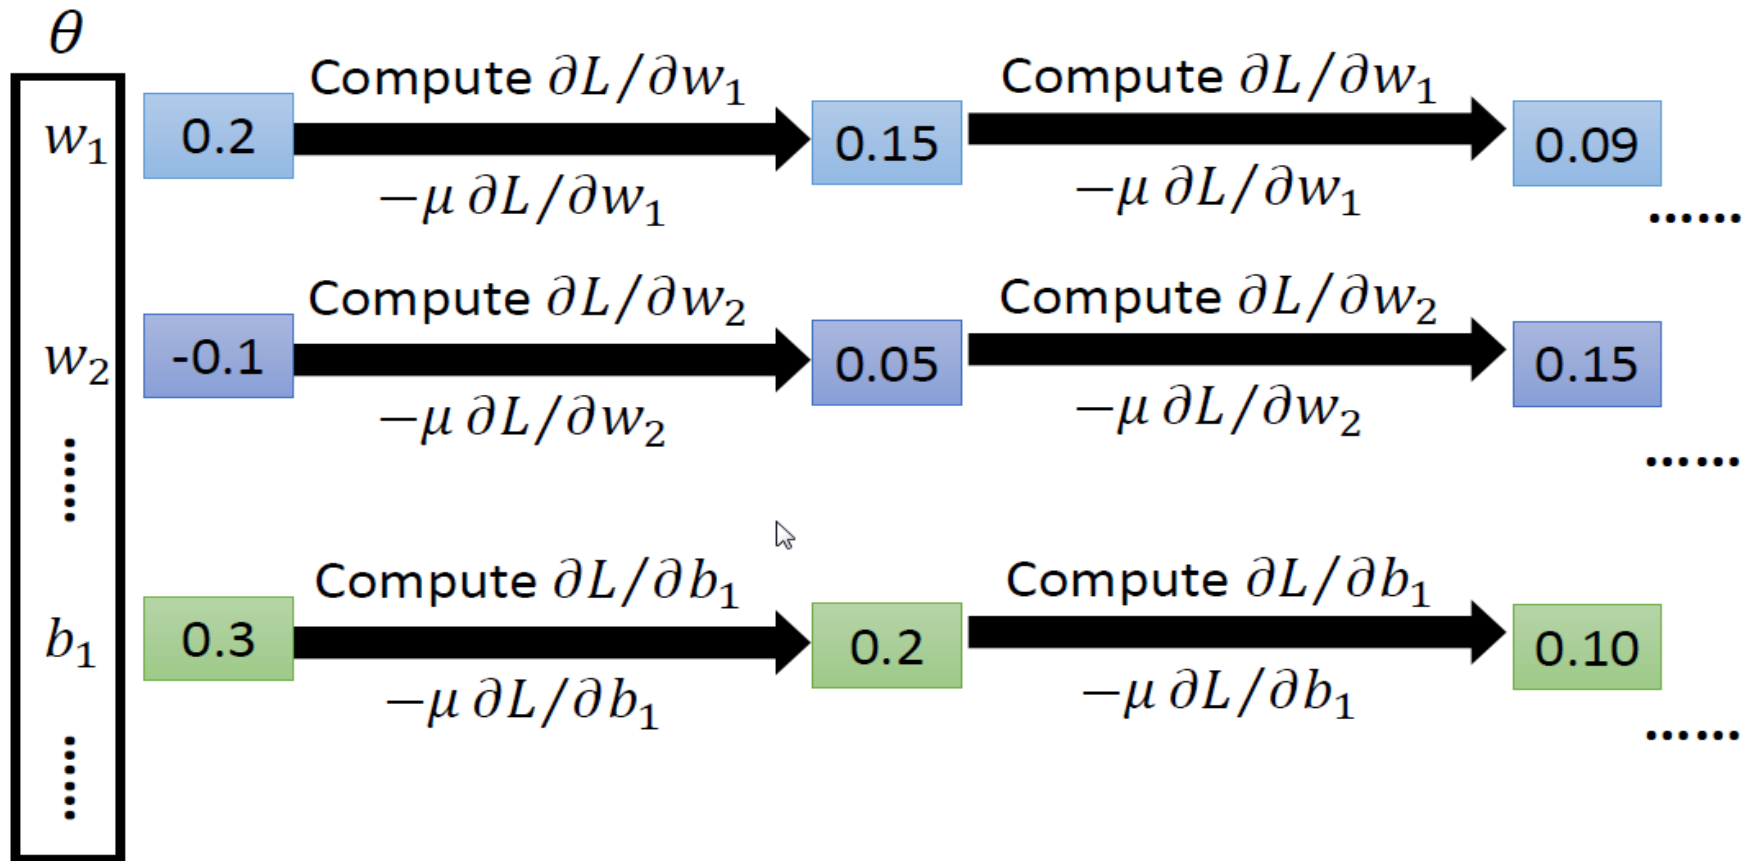 θ
Compute ∂L/∂w₁ Compute ∂L/∂w₁
w₁ 0.2 0.15 0.09
−μ ∂L/∂w₁ −μ ∂L/∂w₁
......
Compute ∂L/∂w₂ Compute ∂L/∂w₂
w₂ -0.1 0.05 0.15
−μ ∂L/∂w₂ −μ ∂L/∂w₂
...... ......
Compute ∂L/∂b₁ Compute ∂L/∂b₁
b₁ 0.3 0.2 0.10
−μ ∂L/∂b₁ −μ ∂L/∂b₁
...... ......